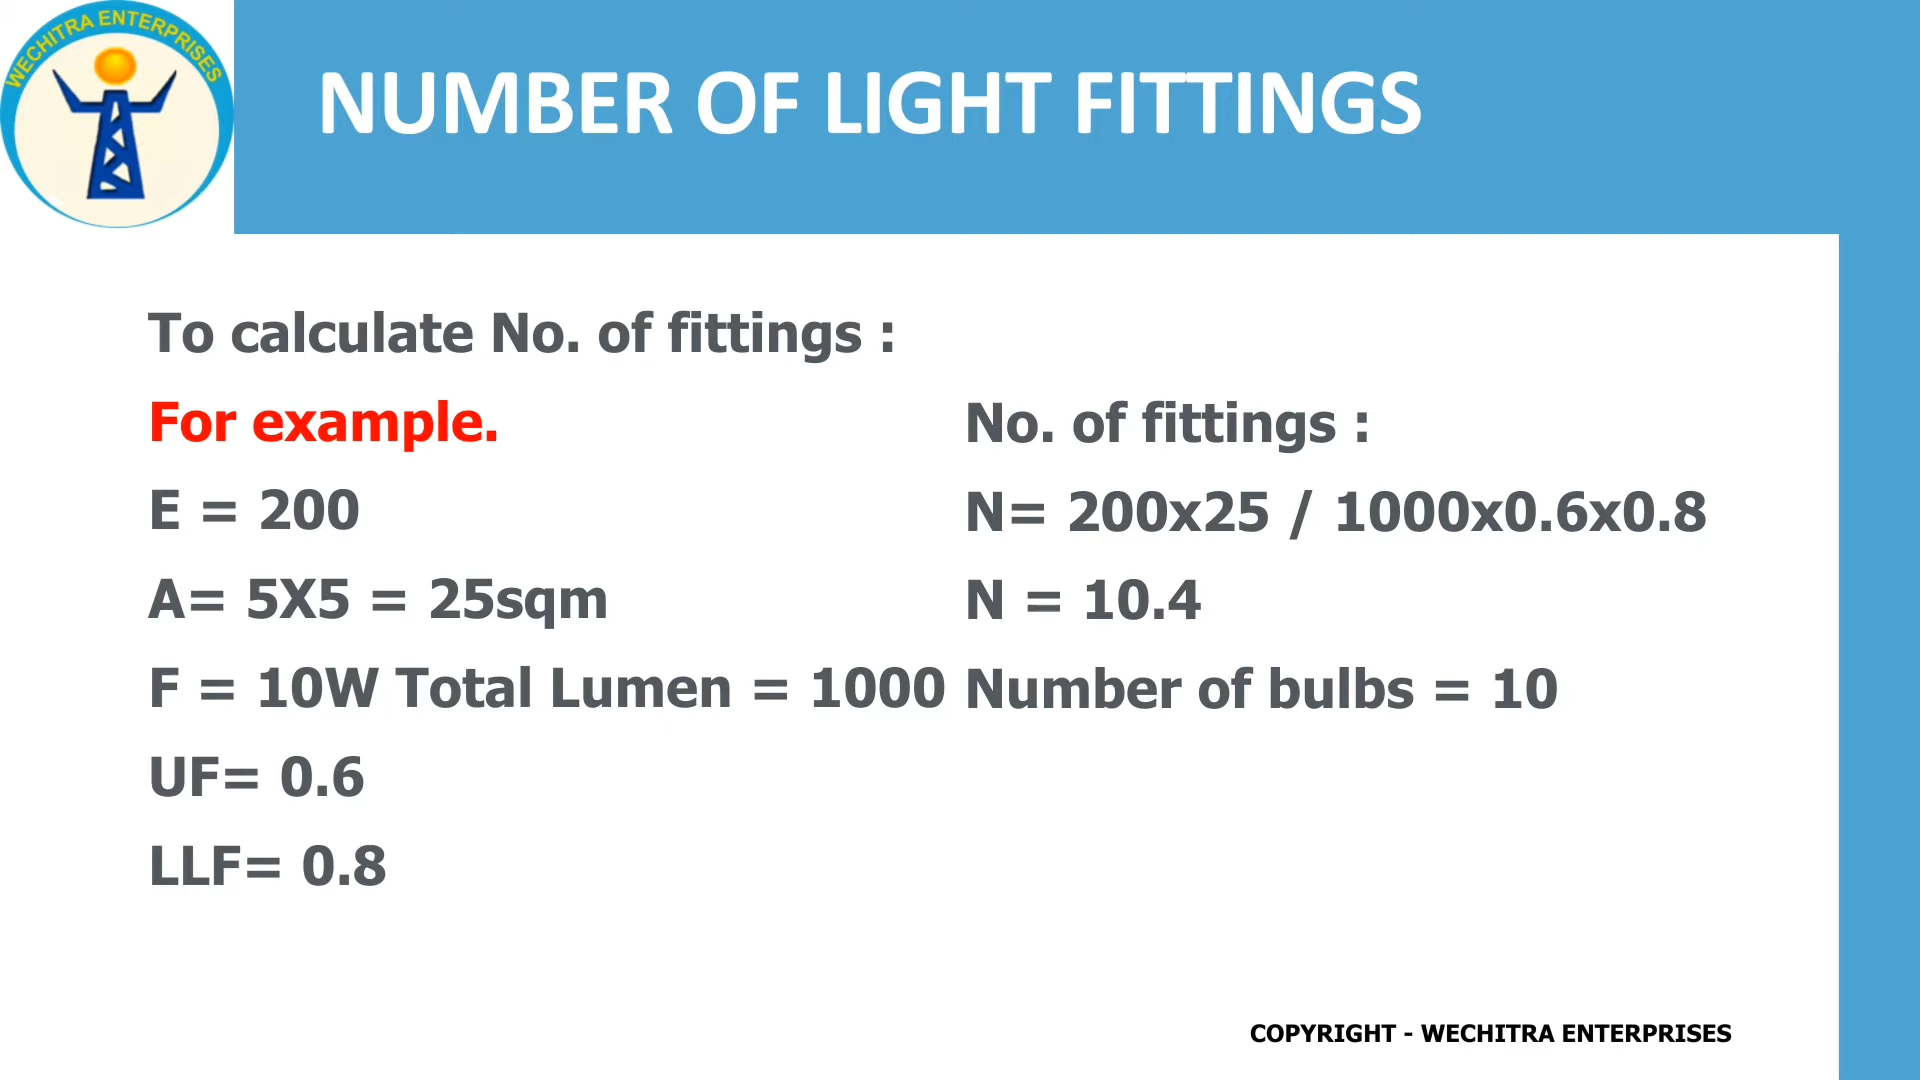 WECHITRA ENTERPRISES
NUMBER OF LIGHT FITTINGS
To calculate No. of fittings :
For example.
E = 200
A= 5X5 = 25sqm
F = 10W Total Lumen = 1000
UF= 0.6
LLF= 0.8
No. of fittings :
N= 200x25 / 1000x0.6x0.8
N = 10.4
Number of bulbs = 10
COPYRIGHT - WECHITRA ENTERPRISES